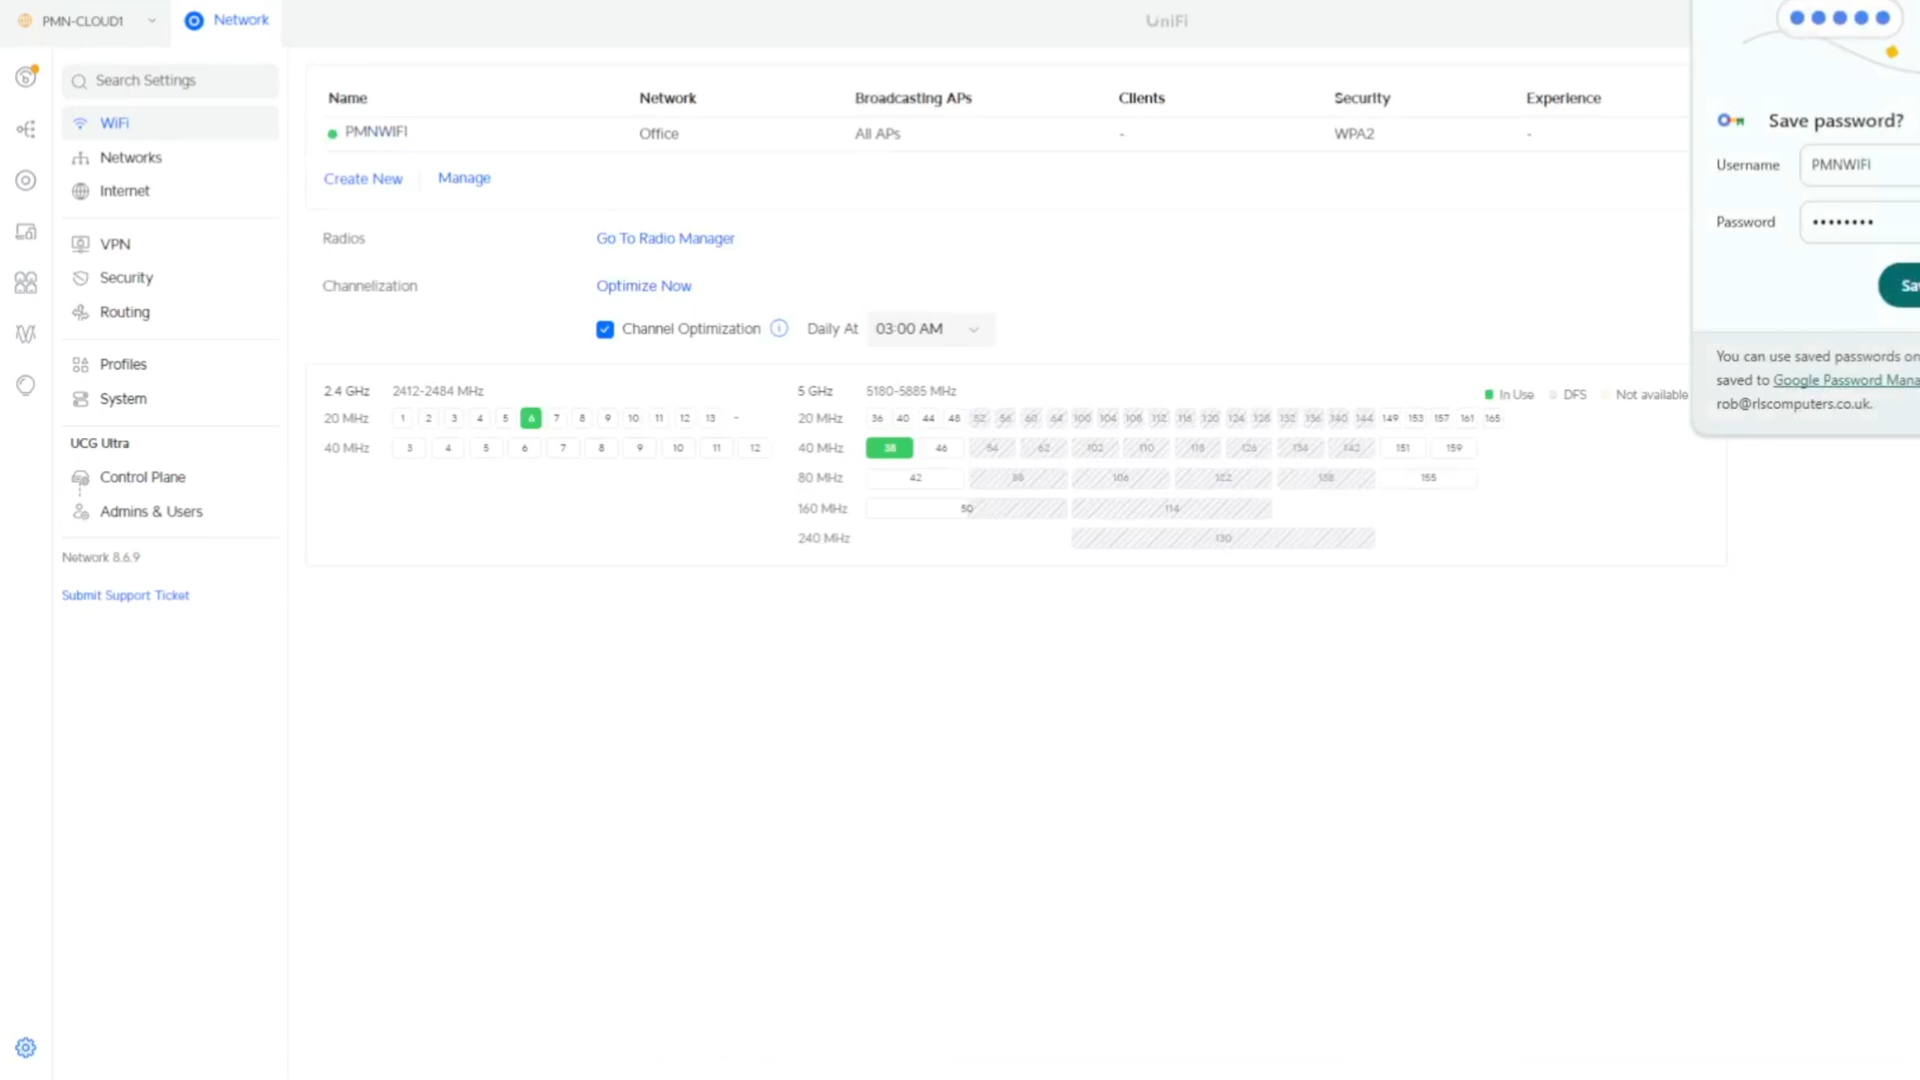 PMN-CLOUD1
Network
UniFi
Search Settings
WiFi
Networks
Internet
VPN
Security
Routing
Profiles
System
UCG Ultra
Control Plane
Admins & Users
Network 8.6.9
Submit Support Ticket
Name Network Broadcasting APs Clients Security Experience
PMNWIFI Office All APs - WPA2 -
Create New Manage
Radios Go To Radio Manager
Channelization Optimize Now
Channel Optimization Daily At 03:00 AM
2.4 GHz 2412-2484 MHz
20 MHz 1 2 3 4 5 6 7 8 9 10 11 12 13 -
40 MHz 3 4 5 6 7 8 9 10 11 12
5 GHz 5180-5885 MHz
In Use DFS Not available
20 MHz 36 40 44 48 52 56 60 64 100 104 108 112 116 120 124 128 132 136 140 144 149 153 157 161 165
40 MHz 38 46 54 62 102 110 118 126 134 142 151 159
80 MHz 42 58 106 122 138 155
160 MHz 50 114
240 MHz 130
Save password?
Username PMNWIFI
Password ••••••••
Sav
You can use saved passwords on
saved to Google Password Mana
rob@rlscomputers.co.uk.